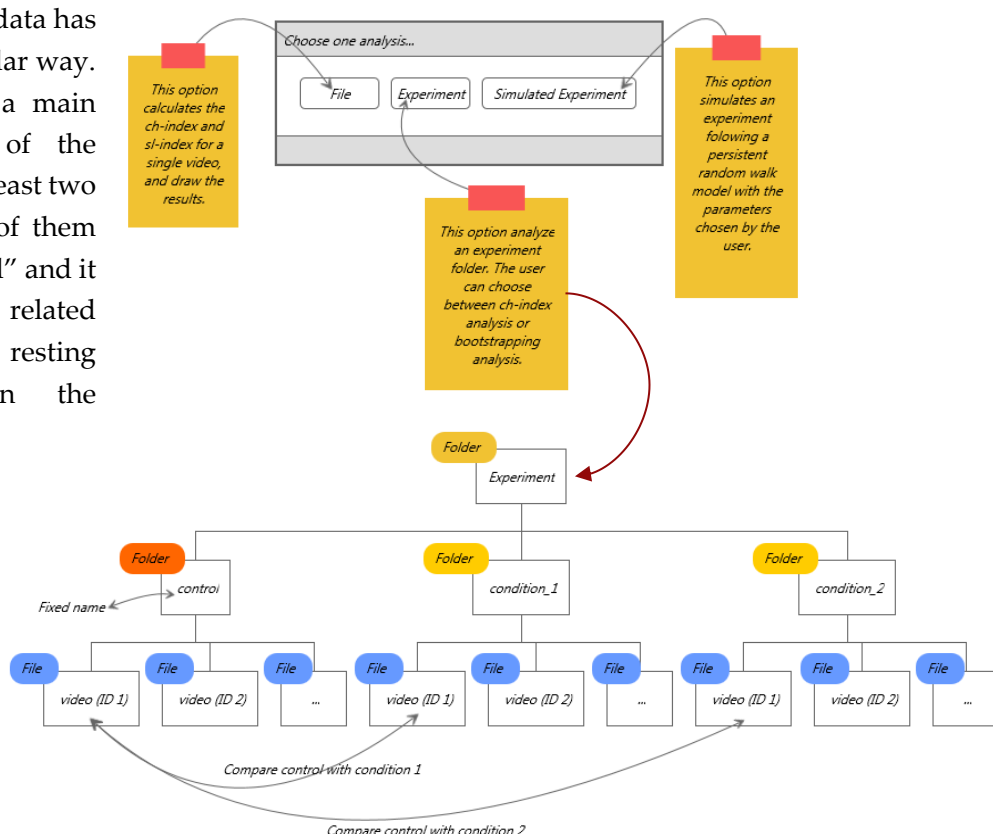 data has
lar way.
a main
of the
east two
of them
l” and it
related
resting
n the
Choose one analysis...
File
Experiment
Simulated Experiment
This option
calculates the
ch-index and
sl-index for a
single video,
and draw the
results.
This option analyze
an experiment
folder. The user
can choose
between ch-index
analysis or
bootstrapping
analysis.
This option
simulates an
experiment
folowing a
persistent
random walk
model with the
parameters
chosen by the
user.
Folder
Experiment
Folder
control
Fixed name
Folder
condition_1
Folder
condition_2
File
video (ID 1)
File
video (ID 2)
File
...
File
video (ID 1)
File
video (ID 2)
File
...
File
video (ID 1)
File
video (ID 2)
File
...
Compare control with condition 1
Compare control with condition 2